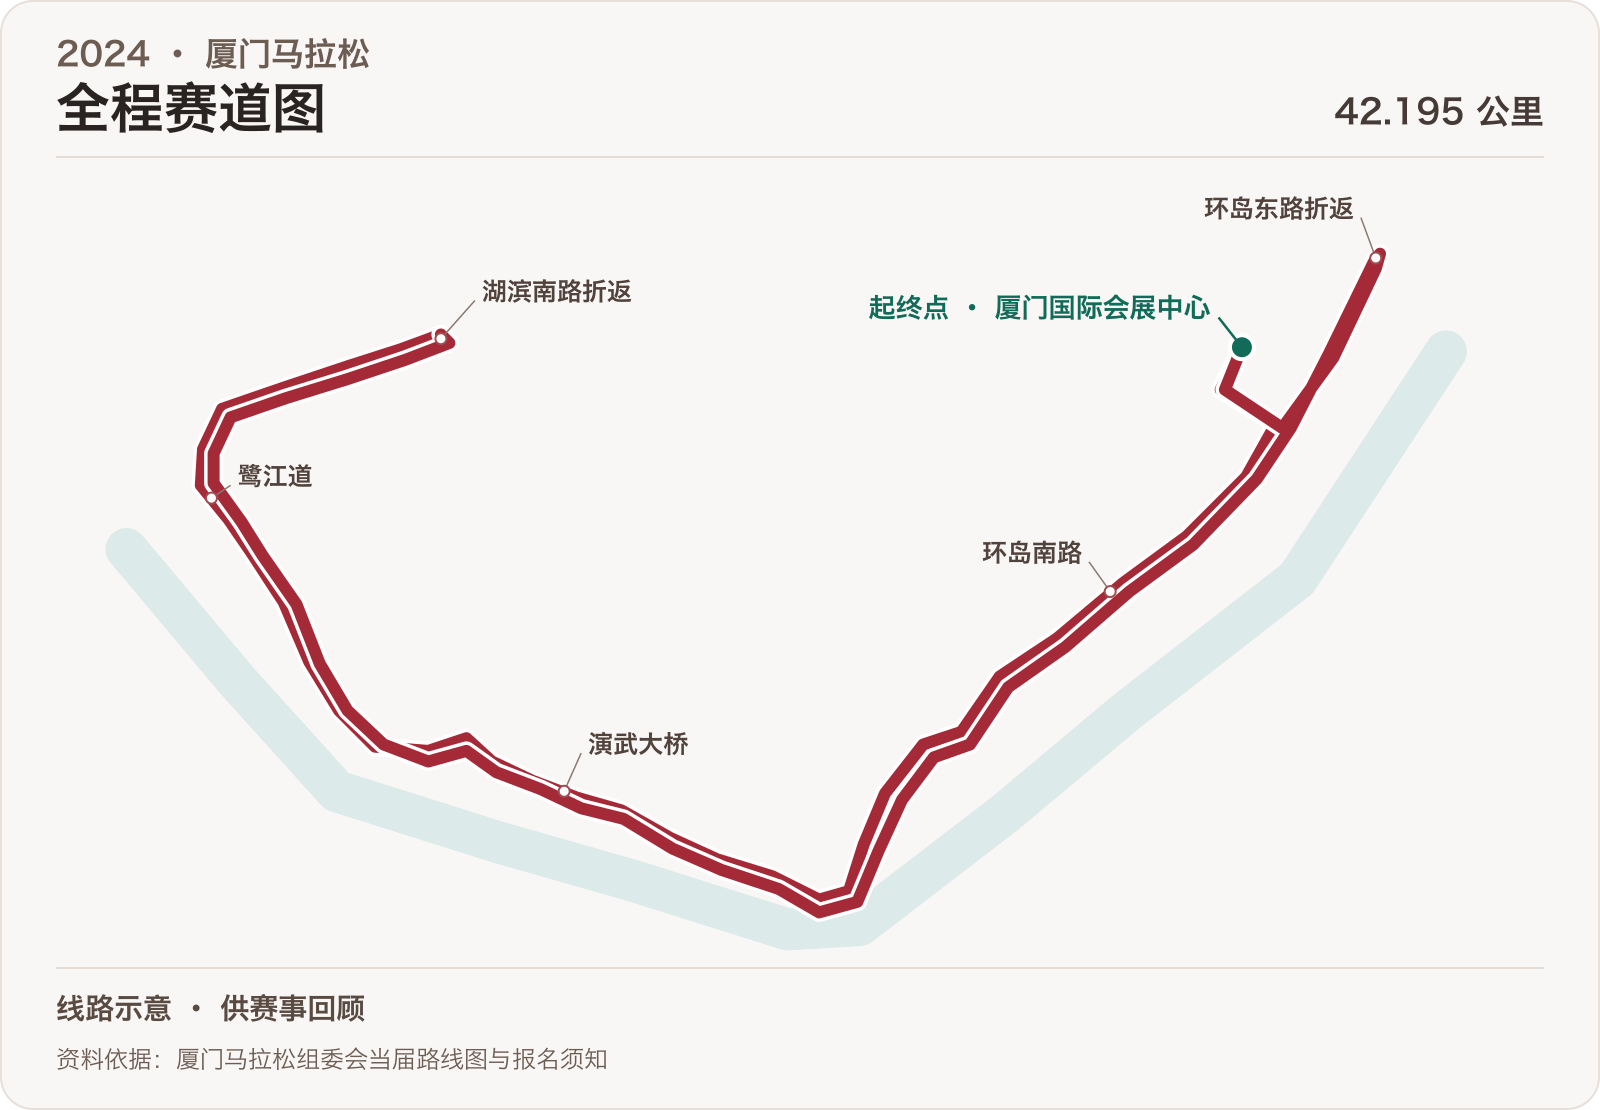 2024 · 厦门马拉松
全程赛道图
42.195 公里
环岛东路折返
湖滨南路折返
起终点 · 厦门国际会展中心
鹭江道
环岛南路
演武大桥
线路示意 · 供赛事回顾
资料依据：厦门马拉松组委会当届路线图与报名须知